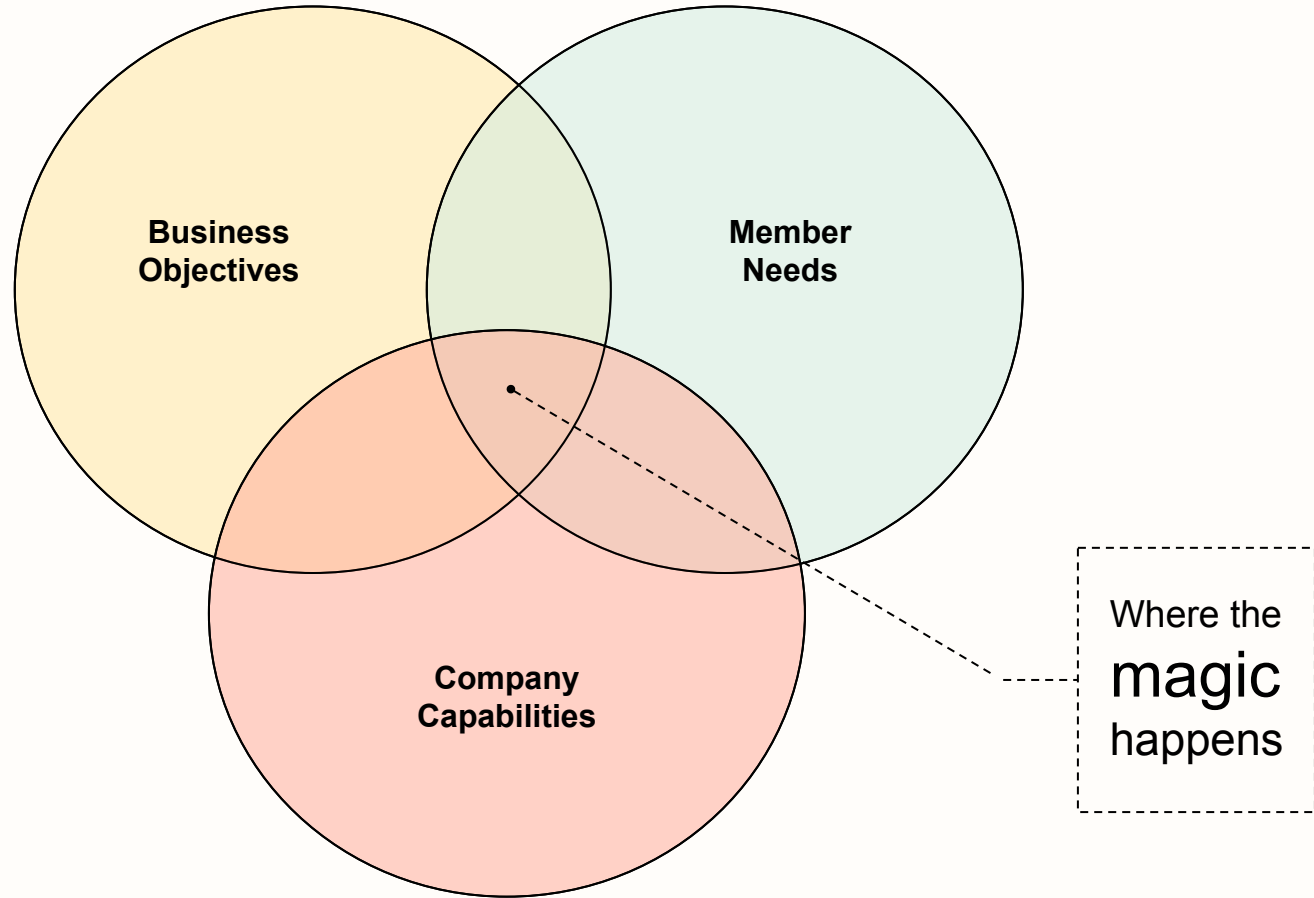 Business
Objectives
Member
Needs
Company
Capabilities
Where the
magic
happens